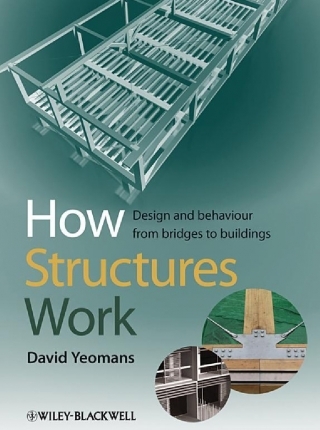 How
Design and behaviour
from bridges to buildings
Structures
Work
David Yeomans
WILEY-BLACKWELL